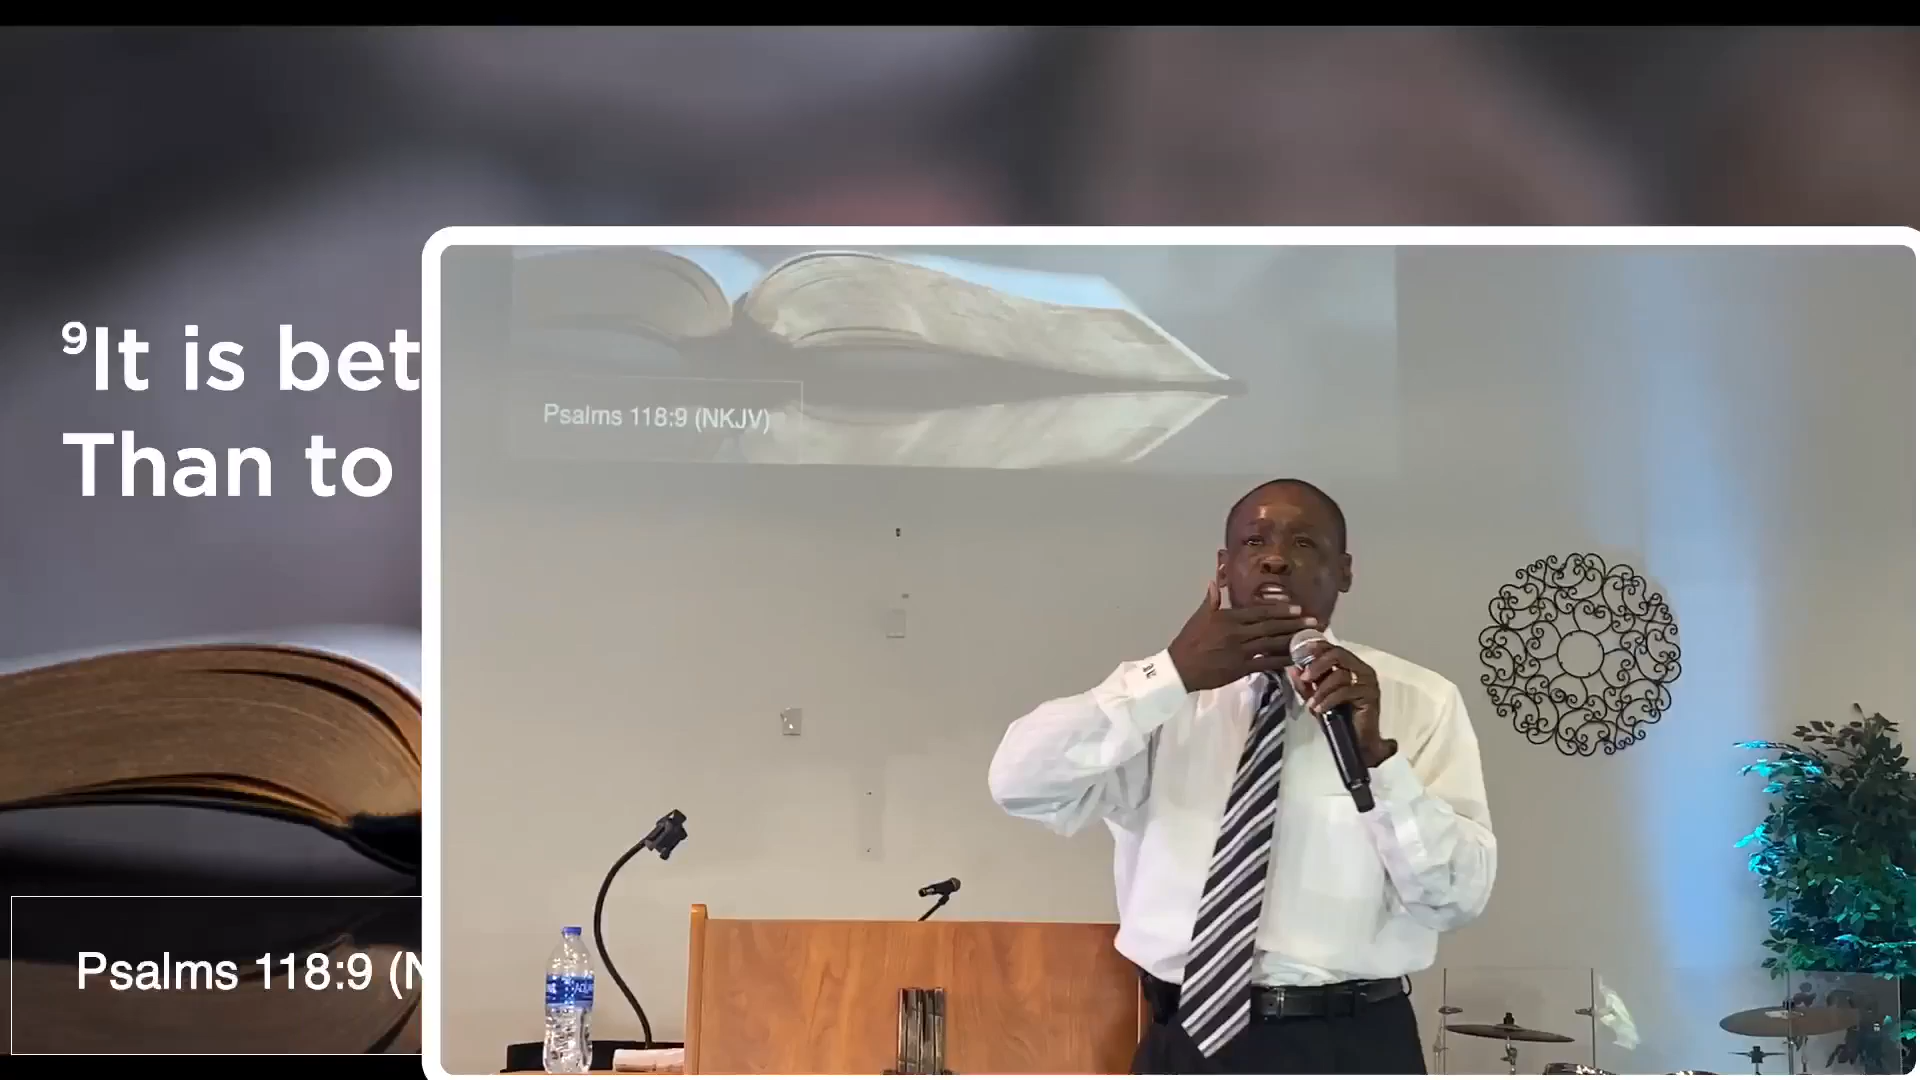 ⁹It is bet
Than to
Psalms 118:9 (NKJV)
Psalms 118:9 (N